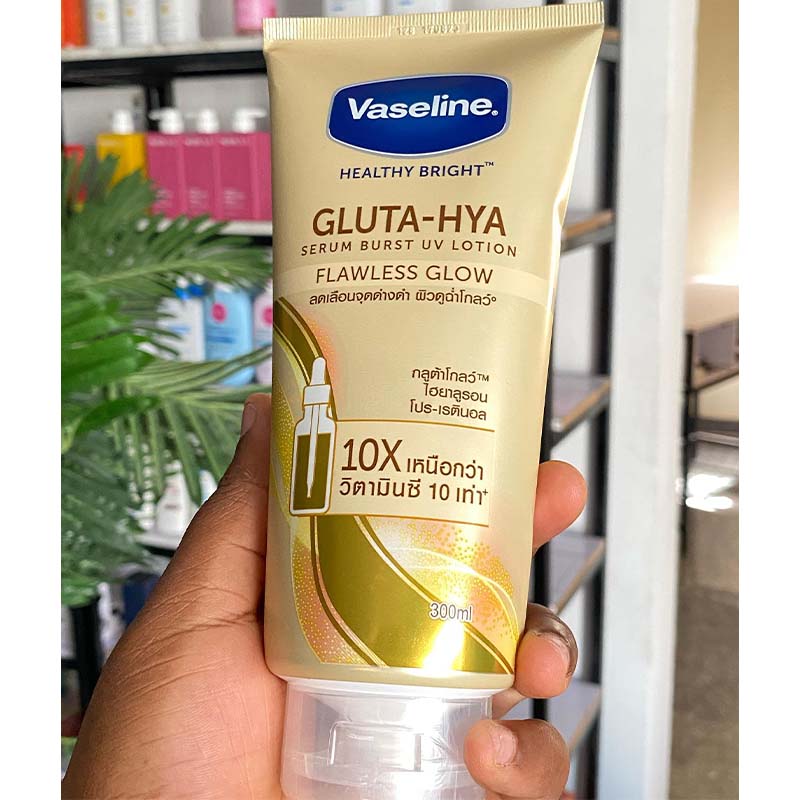 Vaseline.
HEALTHY BRIGHT™
GLUTA-HYA
SERUM BURST UV LOTION
FLAWLESS GLOW
ลดเลือนจุดด่างดำ ผิวดูฉ่ำโกลว์°
กลูต้าโกลว์™
ไฮยาลูรอน
โปร-เรตินอล
10X เหนือกว่า
วิตามินซี 10 เท่า⁺
300ml